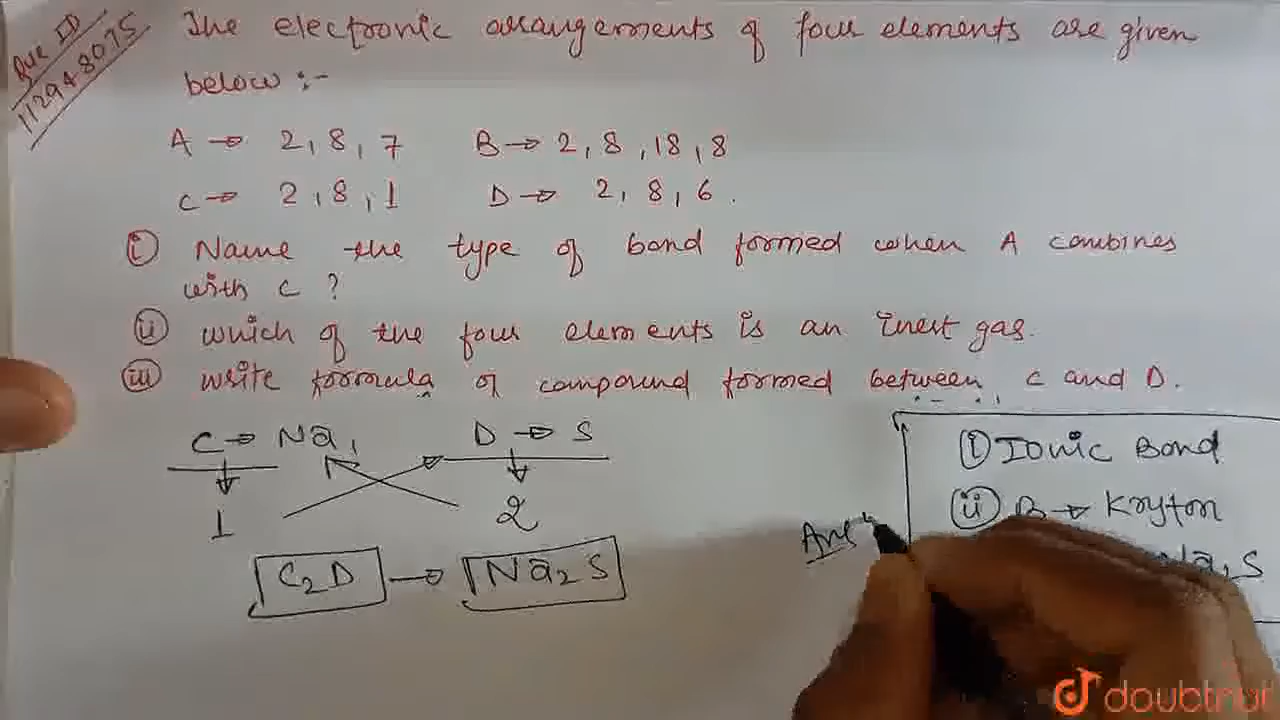 Que ID
112948075
The electronic arrangements of four elements are given
below :-
A → 2, 8, 7 B → 2, 8, 18, 8
C → 2, 8, 1 D → 2, 8, 6.
i) Name the type of bond formed when A combines
with C ?
ii) which of the four elements is an inert gas.
iii) write formula of compound formed between C and D.
C → Na, D → S
1 2
C₂D → Na₂S
i) Ionic Bond
ii) B → Kryton
Na₂S
Ans
doubtnut